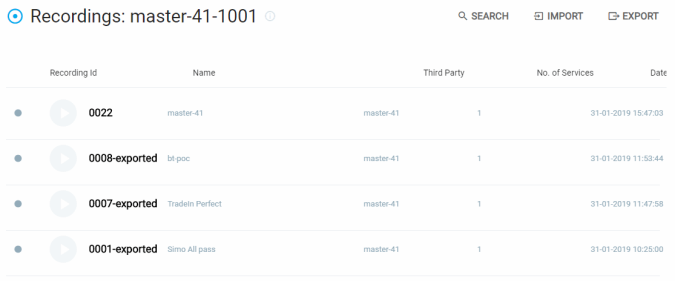 Recordings: master-41-1001
SEARCH IMPORT EXPORT
Recording Id Name Third Party No. of Services Date
0022 master-41 master-41 1 31-01-2019 15:47:03
0008-exported bt-poc master-41 1 31-01-2019 11:53:44
0007-exported TradeIn Perfect master-41 1 31-01-2019 11:47:58
0001-exported Simo All pass master-41 1 31-01-2019 10:25:00